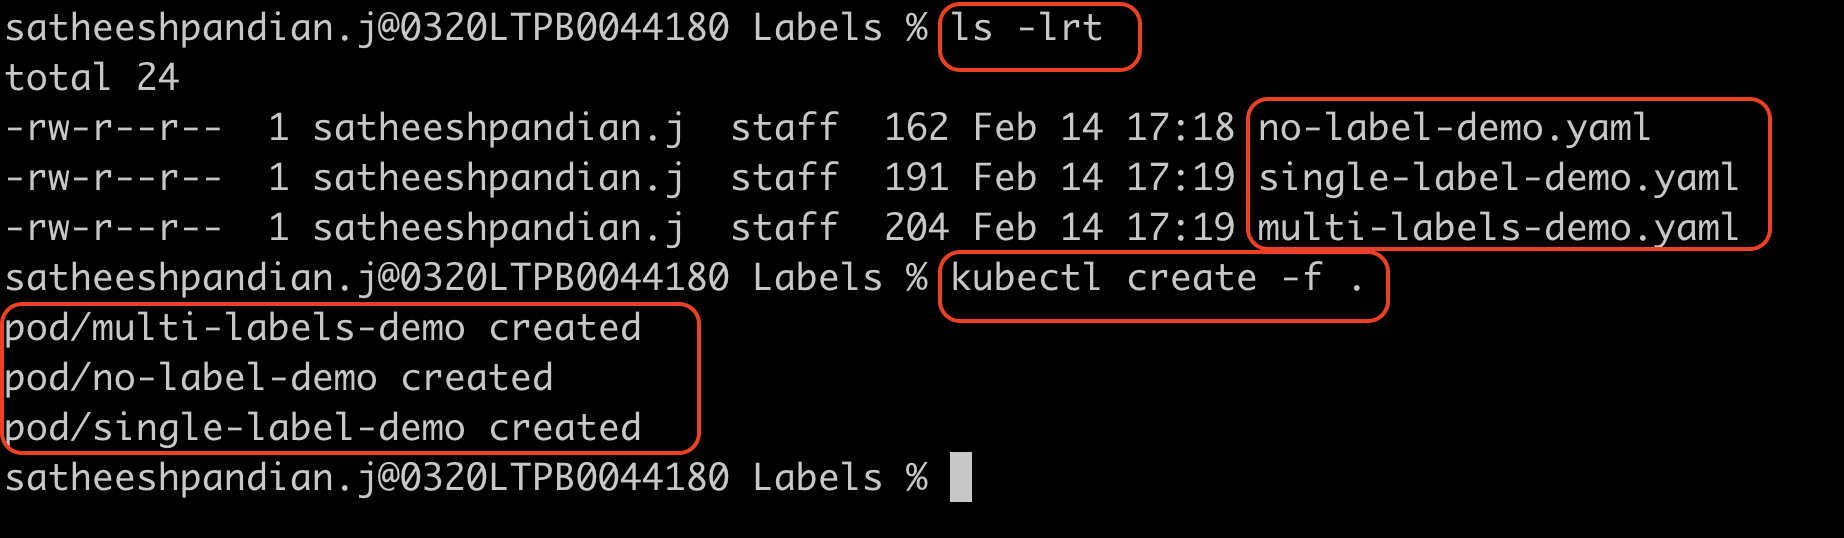 satheeshpandian.j@0320LTPB0044180 Labels % ls -lrt
total 24
-rw-r--r--  1 satheeshpandian.j  staff  162 Feb 14 17:18 no-label-demo.yaml
-rw-r--r--  1 satheeshpandian.j  staff  191 Feb 14 17:19 single-label-demo.yaml
-rw-r--r--  1 satheeshpandian.j  staff  204 Feb 14 17:19 multi-labels-demo.yaml
satheeshpandian.j@0320LTPB0044180 Labels % kubectl create -f .
pod/multi-labels-demo created
pod/no-label-demo created
pod/single-label-demo created
satheeshpandian.j@0320LTPB0044180 Labels %